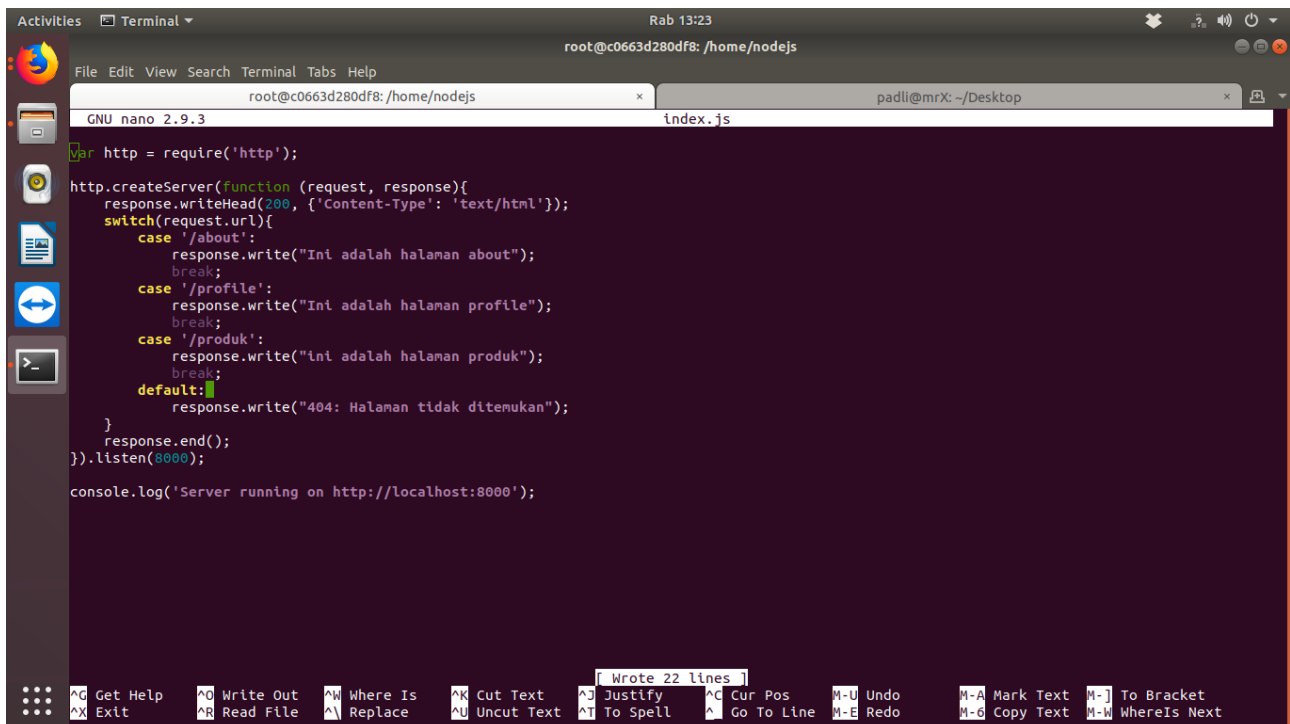 Activities Terminal Rab 13:23
root@c0663d280df8: /home/nodejs
File Edit View Search Terminal Tabs Help
root@c0663d280df8: /home/nodejs × padli@mrX: ~/Desktop ×
GNU nano 2.9.3 index.js
var http = require('http');
http.createServer(function (request, response){
    response.writeHead(200, {'Content-Type': 'text/html'});
    switch(request.url){
        case '/about':
            response.write("Ini adalah halaman about");
            break;
        case '/profile':
            response.write("Ini adalah halaman profile");
            break;
        case '/produk':
            response.write("ini adalah halaman produk");
            break;
        default:
            response.write("404: Halaman tidak ditemukan");
    }
    response.end();
}).listen(8000);
console.log('Server running on http://localhost:8000');
[ Wrote 22 lines ]
^G Get Help ^O Write Out ^W Where Is ^K Cut Text ^J Justify ^C Cur Pos M-U Undo M-A Mark Text M-] To Bracket
^X Exit ^R Read File ^\ Replace ^U Uncut Text ^T To Spell ^_ Go To Line M-E Redo M-6 Copy Text M-W WhereIs Next